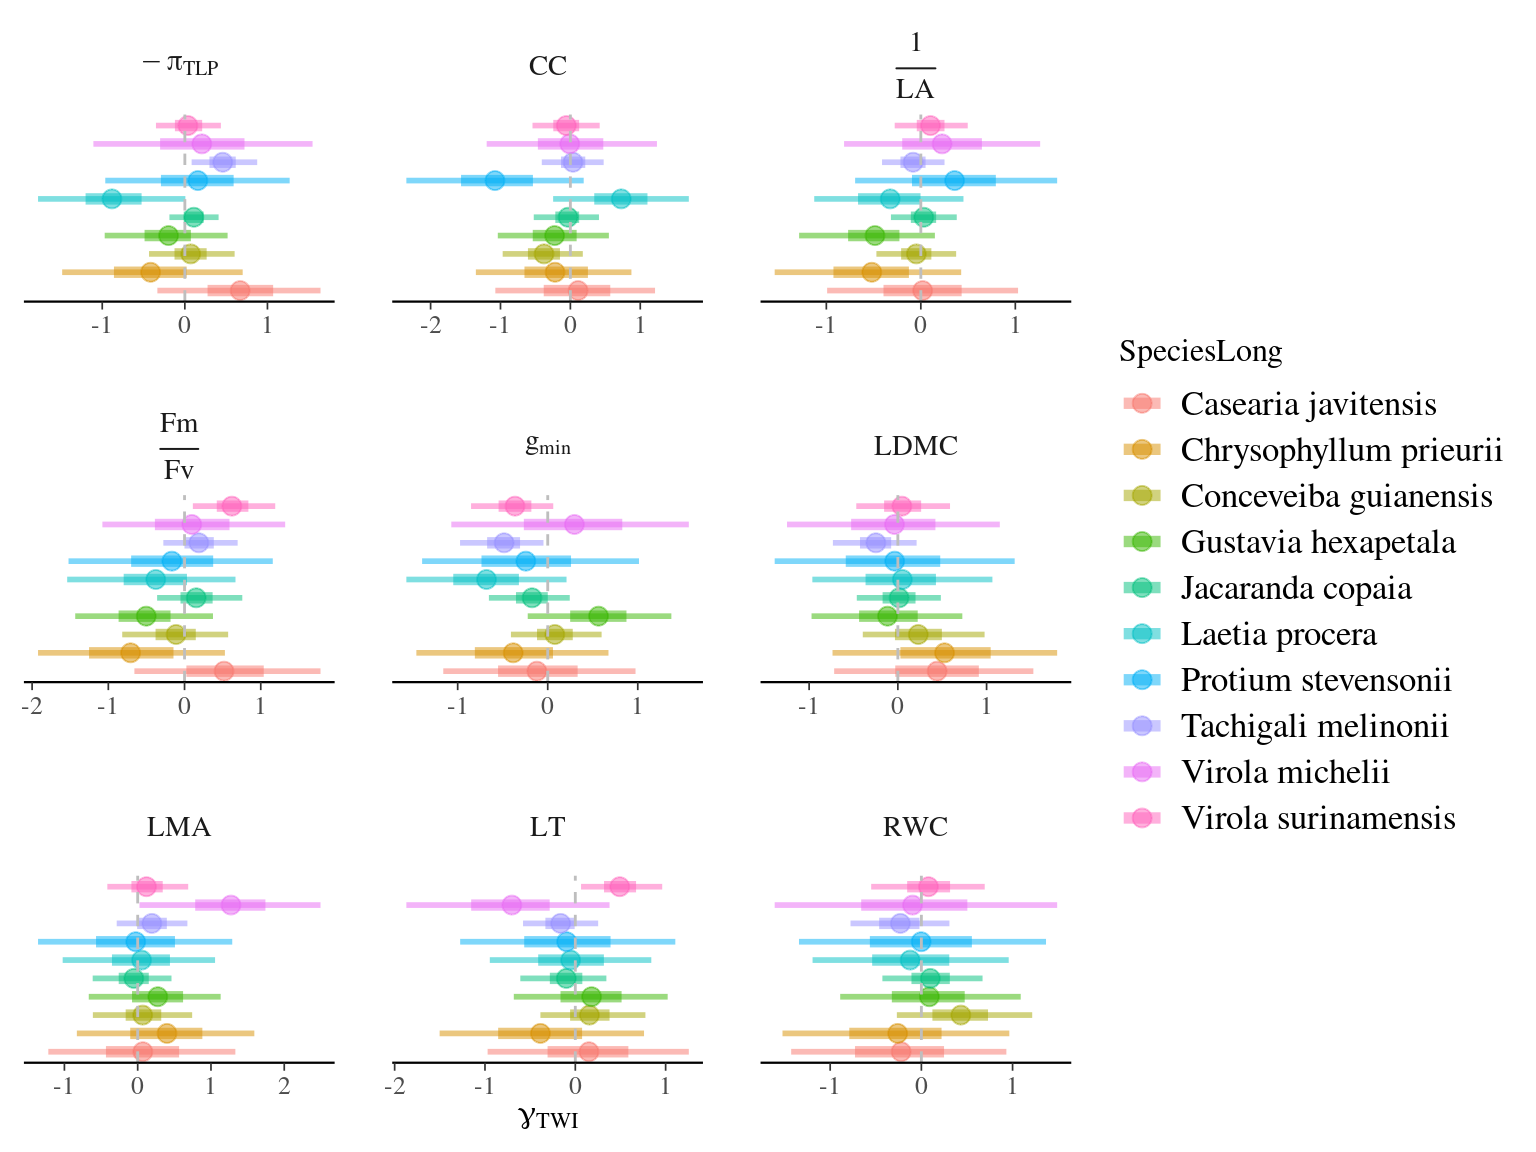 − π_TLP
CC
1
LA
-1 0 1
-2 -1 0 1
-1 0 1
Fm
Fv
g_min
LDMC
-2 -1 0 1
-1 0 1
-1 0 1
LMA
LT
RWC
-1 0 1 2
-2 -1 0 1
-1 0 1
γ_TWI
SpeciesLong
Casearia javitensis
Chrysophyllum prieurii
Conceveiba guianensis
Gustavia hexapetala
Jacaranda copaia
Laetia procera
Protium stevensonii
Tachigali melinonii
Virola michelii
Virola surinamensis